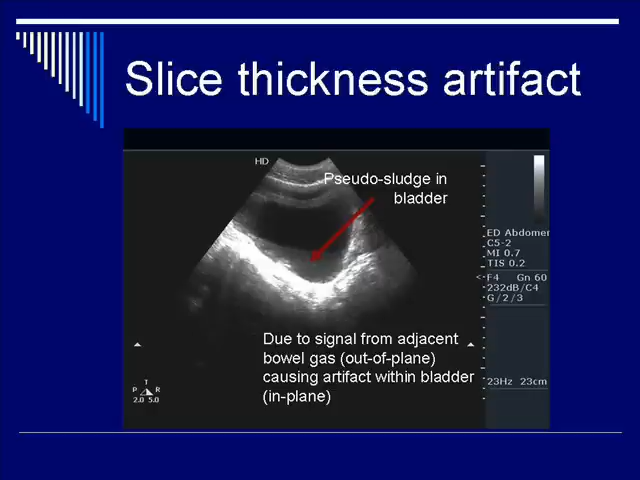 Slice thickness artifact
HD
Pseudo-sludge in
bladder
ED Abdomen
C5-2
MI 0.7
TIS 0.2
F4 Gn 60
232dB/C4
G/2/3
Due to signal from adjacent
bowel gas (out-of-plane)
causing artifact within bladder
(in-plane)
23Hz 23cm
T
P R
2.0 5.0